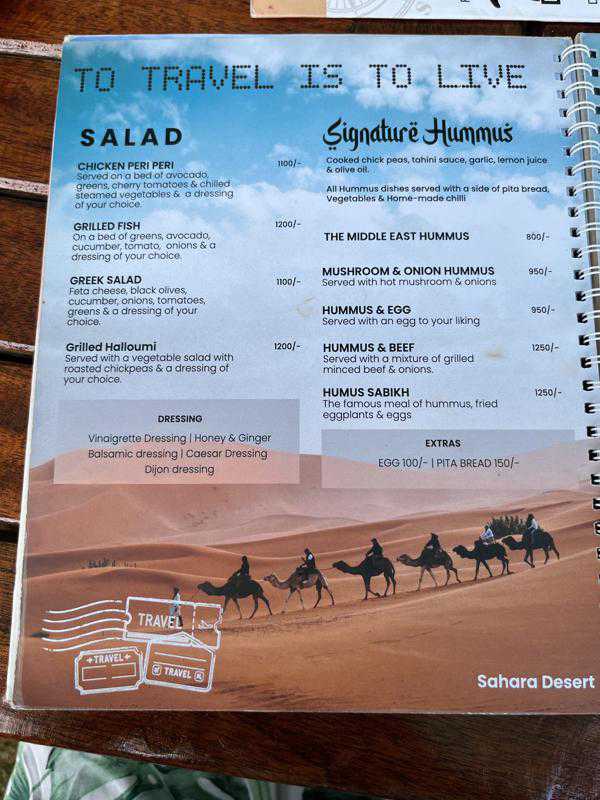 TO TRAVEL IS TO LIVE
SALAD
CHICKEN PERI PERI 1100/-
Served on a bed of avocado,
greens, cherry tomatoes & chilled
steamed vegetables & a dressing
of your choice.
GRILLED FISH 1200/-
On a bed of greens, avocado,
cucumber, tomato, onions & a
dressing of your choice.
GREEK SALAD 1100/-
Feta cheese, black olives,
cucumber, onions, tomatoes,
greens & a dressing of your
choice.
Grilled Halloumi 1200/-
Served with a vegetable salad with
roasted chickpeas & a dressing of
your choice.
DRESSING
Vinaigrette Dressing | Honey & Ginger
Balsamic dressing | Caesar Dressing
Dijon dressing
Signaturë Hummus
Cooked chick peas, tahini sauce, garlic, lemon juice
& olive oil.
All Hummus dishes served with a side of pita bread,
Vegetables & Home-made chilli
THE MIDDLE EAST HUMMUS 800/-
MUSHROOM & ONION HUMMUS 950/-
Served with hot mushroom & onions
HUMMUS & EGG 950/-
Served with an egg to your liking
HUMMUS & BEEF 1250/-
Served with a mixture of grilled
minced beef & onions.
HUMUS SABIKH 1250/-
The famous meal of hummus, fried
eggplants & eggs
EXTRAS
EGG 100/- | PITA BREAD 150/-
TRAVEL
TRAVEL
TRAVEL
Sahara Desert